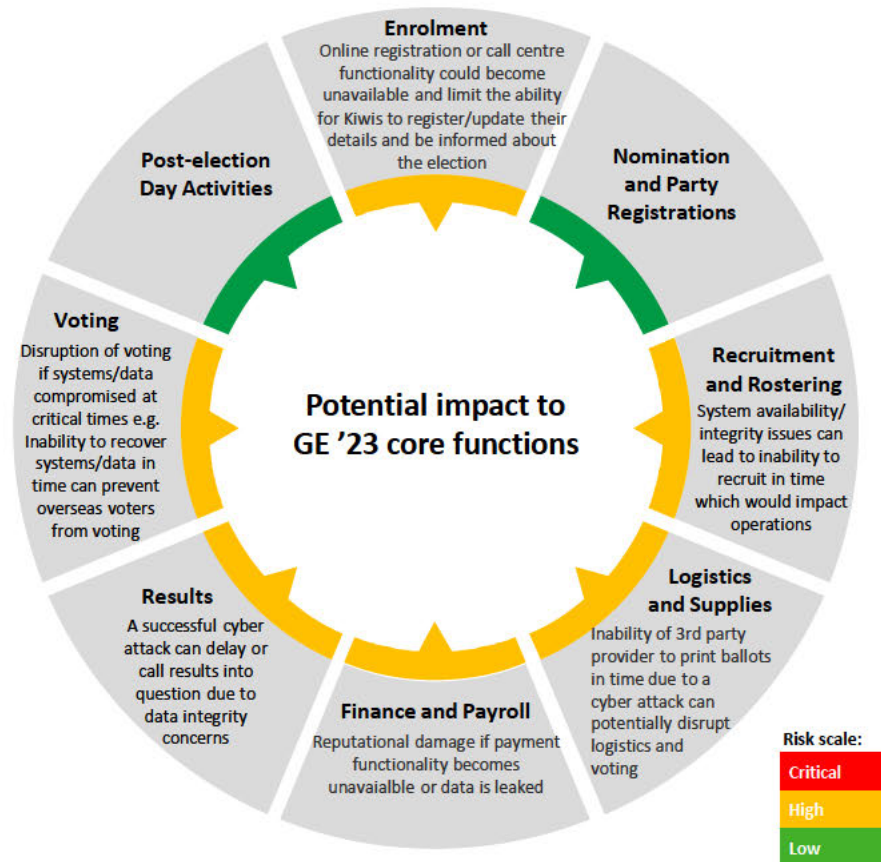 Enrolment
Online registration or call centre
functionality could become
unavailable and limit the ability
for Kiwis to register/update their
details and be informed about
the election
Nomination
and Party
Registrations
Recruitment
and Rostering
System availability/
integrity issues can
lead to inability to
recruit in time
which would impact
operations
Logistics
and Supplies
Inability of 3rd party
provider to print ballots
in time due to a
cyber attack can
potentially disrupt
logistics and
voting
Finance and Payroll
Reputational damage if payment
functionality becomes
unavaialble or data is leaked
Results
A successful cyber
attack can delay or
call results into
question due to
data integrity
concerns
Voting
Disruption of voting
if systems/data
compromised at
critical times e.g.
Inability to recover
systems/data in
time can prevent
overseas voters
from voting
Post-election
Day Activities
Potential impact to
GE ’23 core functions
Risk scale:
Critical
High
Low